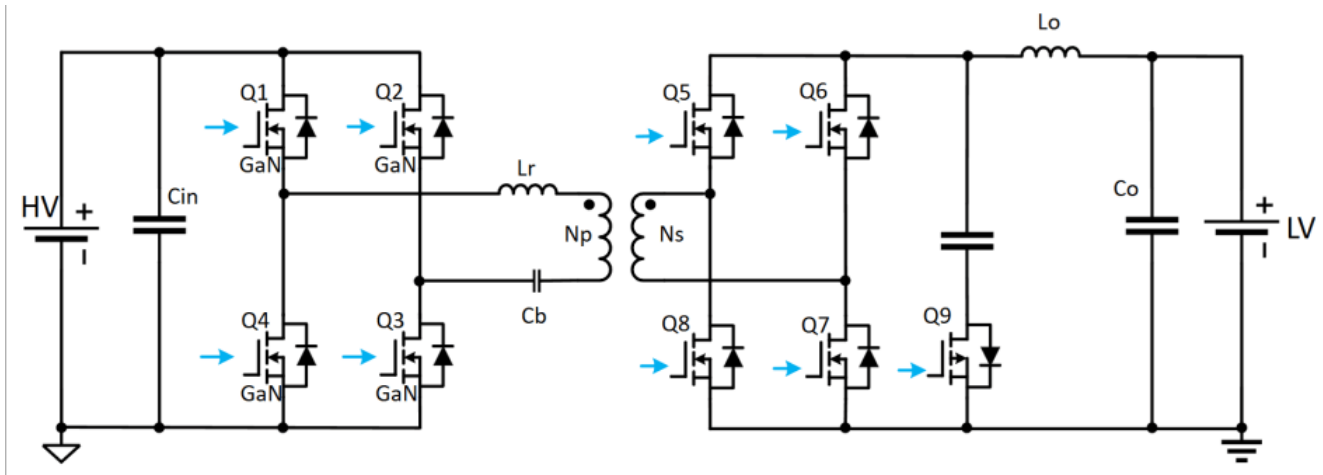 Lo
Q1
Q2
Q5
Q6
GaN
GaN
Lr
Cin
Co
HV
+
−
Np
Ns
+
−
LV
Cb
Q4
Q3
Q8
Q7
Q9
GaN
GaN